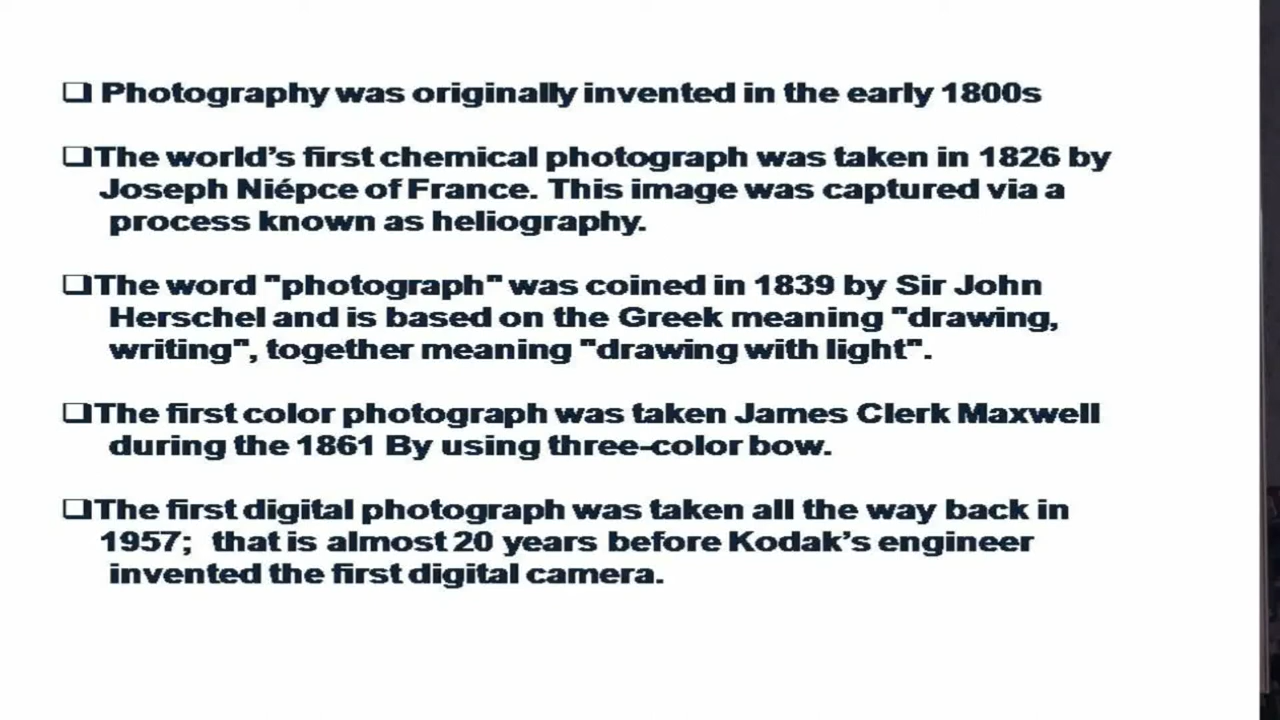 ❑ Photography was originally invented in the early 1800s
❑The world’s first chemical photograph was taken in 1826 by
Joseph Niépce of France. This image was captured via a
process known as heliography.
❑The word "photograph" was coined in 1839 by Sir John
Herschel and is based on the Greek meaning "drawing,
writing", together meaning "drawing with light".
❑The first color photograph was taken James Clerk Maxwell
during the 1861 By using three-color bow.
❑The first digital photograph was taken all the way back in
1957; that is almost 20 years before Kodak’s engineer
invented the first digital camera.